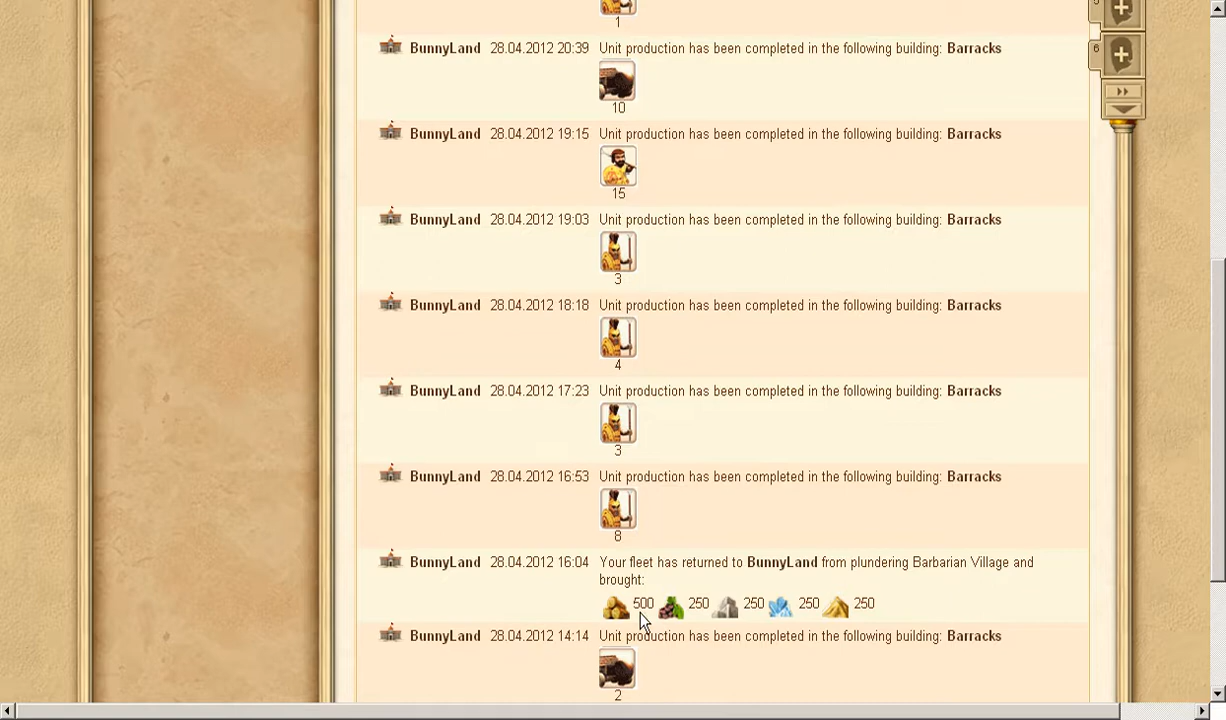 5
1
BunnyLand 28.04.2012 20:39 Unit production has been completed in the following building: Barracks
6
10
BunnyLand 28.04.2012 19:15 Unit production has been completed in the following building: Barracks
15
BunnyLand 28.04.2012 19:03 Unit production has been completed in the following building: Barracks
3
BunnyLand 28.04.2012 18:18 Unit production has been completed in the following building: Barracks
4
BunnyLand 28.04.2012 17:23 Unit production has been completed in the following building: Barracks
3
BunnyLand 28.04.2012 16:53 Unit production has been completed in the following building: Barracks
8
BunnyLand 28.04.2012 16:04 Your fleet has returned to BunnyLand from plundering Barbarian Village and
brought:
500 250 250 250 250
BunnyLand 28.04.2012 14:14 Unit production has been completed in the following building: Barracks
2